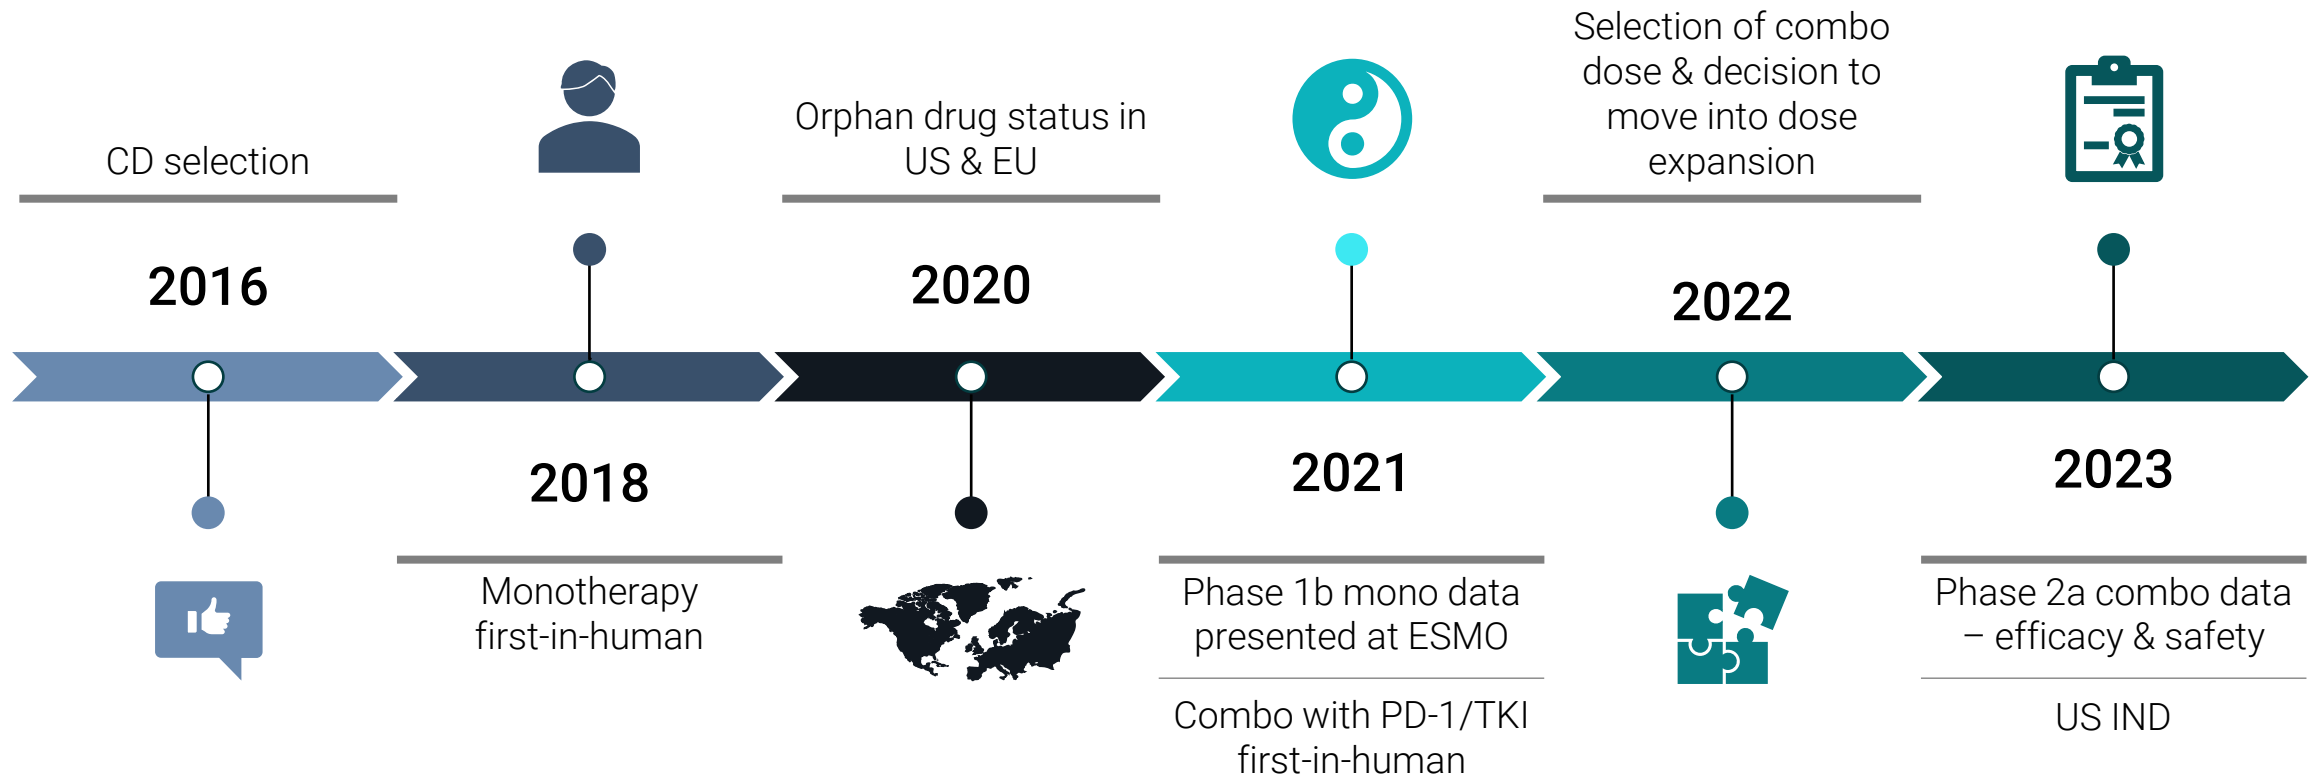 CD selection
2016
2018
Monotherapy
first-in-human
Orphan drug status in
US & EU
2020
2021
Phase 1b mono data
presented at ESMO
Combo with PD-1/TKI
first-in-human
Selection of combo
dose & decision to
move into dose
expansion
2022
2023
Phase 2a combo data
– efficacy & safety
US IND